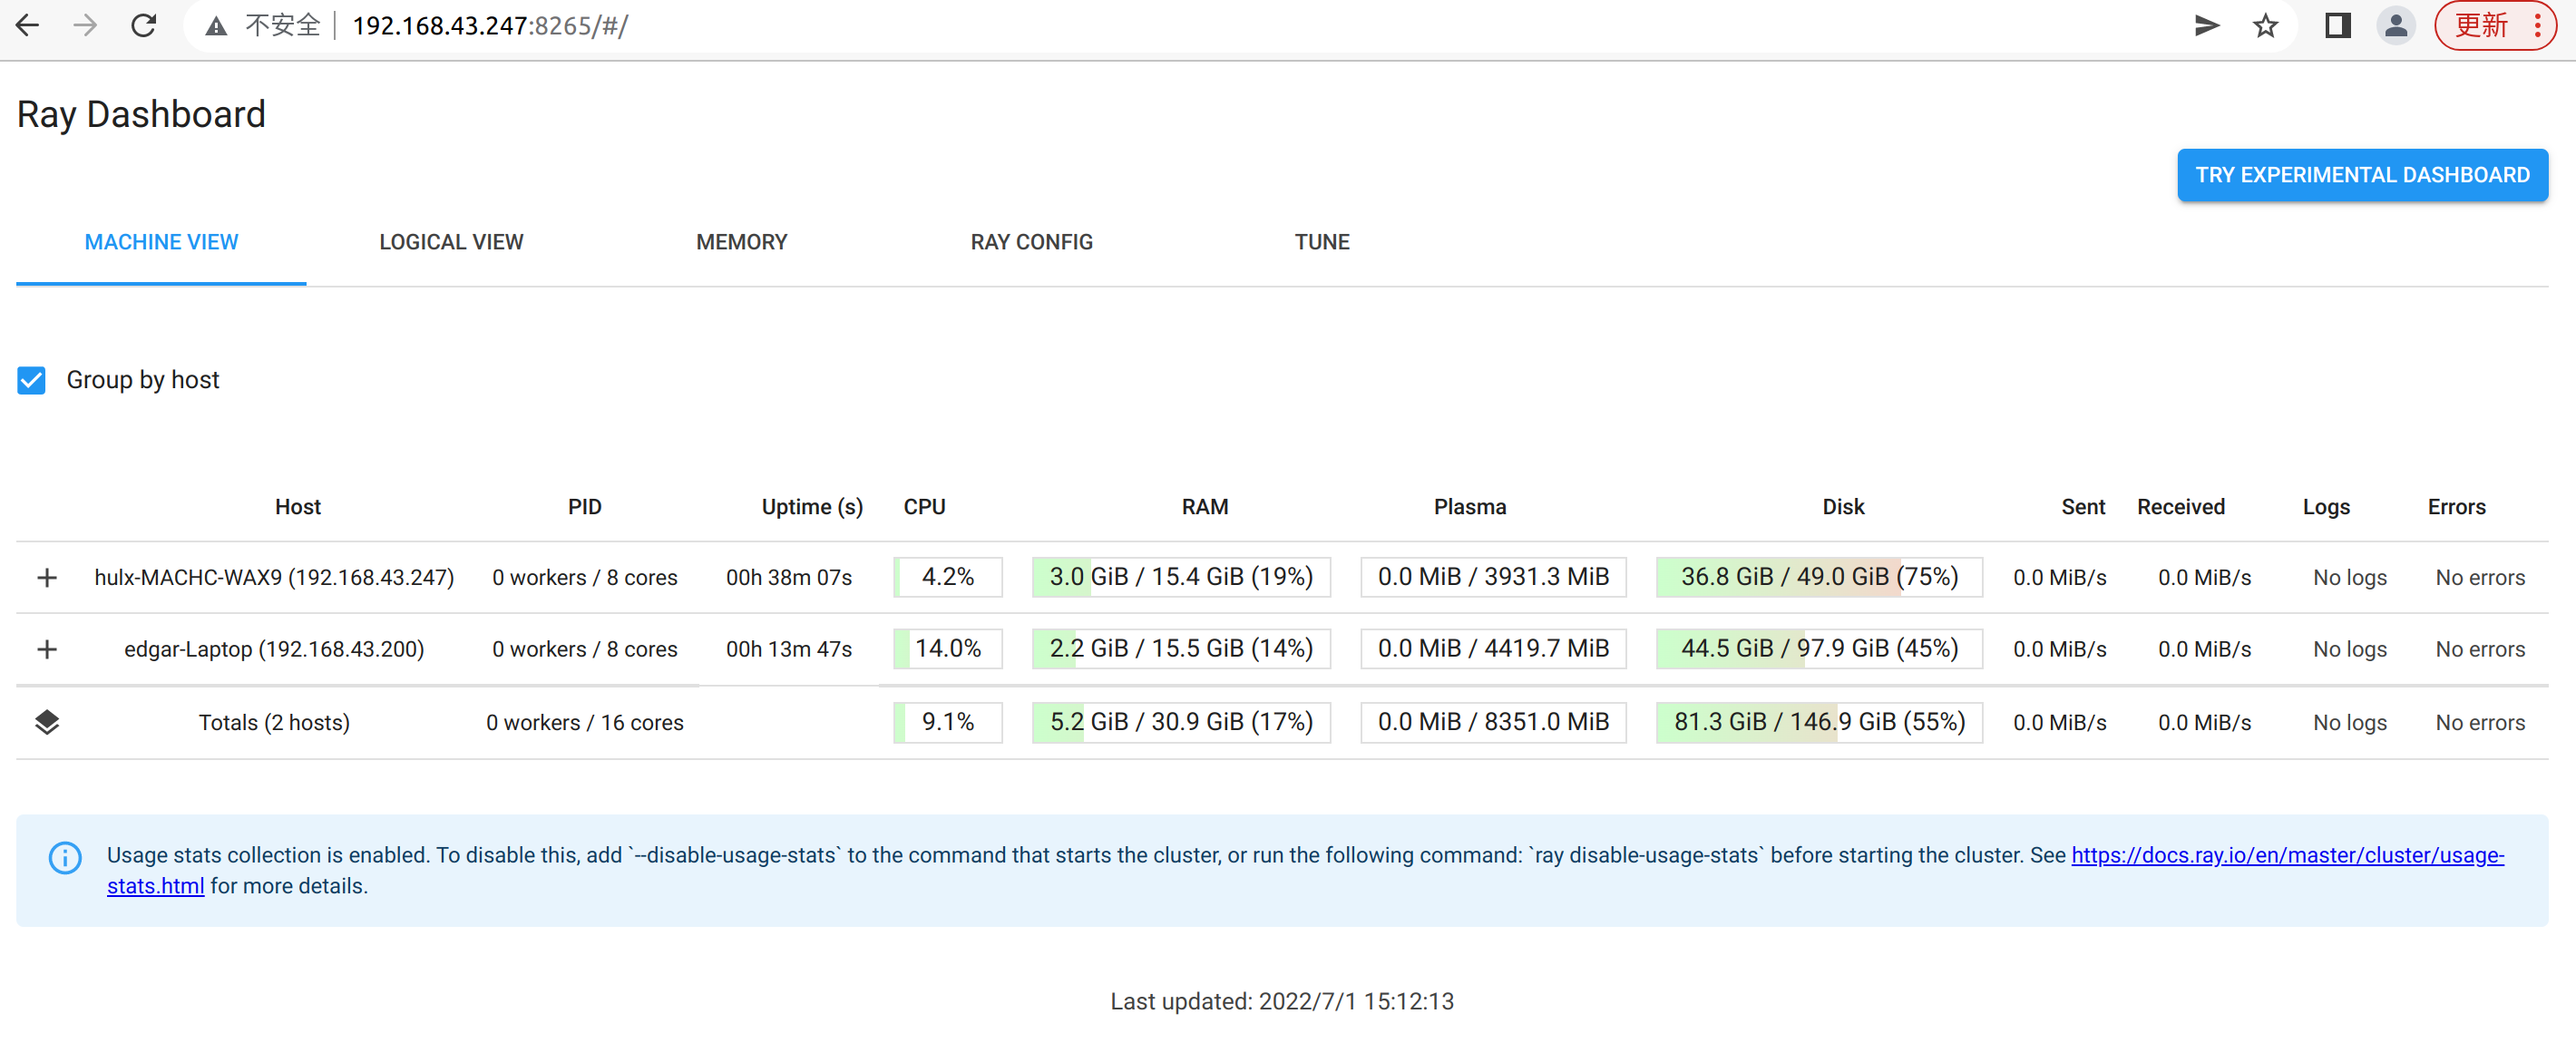 不安全 | 192.168.43.247:8265/#/ 更新
Ray Dashboard
TRY EXPERIMENTAL DASHBOARD
MACHINE VIEW LOGICAL VIEW MEMORY RAY CONFIG TUNE
Group by host
Host PID Uptime (s) CPU RAM Plasma Disk Sent Received Logs Errors
+ hulx-MACHC-WAX9 (192.168.43.247) 0 workers / 8 cores 00h 38m 07s 4.2% 3.0 GiB / 15.4 GiB (19%) 0.0 MiB / 3931.3 MiB 36.8 GiB / 49.0 GiB (75%) 0.0 MiB/s 0.0 MiB/s No logs No errors
+ edgar-Laptop (192.168.43.200) 0 workers / 8 cores 00h 13m 47s 14.0% 2.2 GiB / 15.5 GiB (14%) 0.0 MiB / 4419.7 MiB 44.5 GiB / 97.9 GiB (45%) 0.0 MiB/s 0.0 MiB/s No logs No errors
Totals (2 hosts) 0 workers / 16 cores 9.1% 5.2 GiB / 30.9 GiB (17%) 0.0 MiB / 8351.0 MiB 81.3 GiB / 146.9 GiB (55%) 0.0 MiB/s 0.0 MiB/s No logs No errors
Usage stats collection is enabled. To disable this, add `--disable-usage-stats` to the command that starts the cluster, or run the following command: `ray disable-usage-stats` before starting the cluster. See https://docs.ray.io/en/master/cluster/usage-
stats.html for more details.
Last updated: 2022/7/1 15:12:13